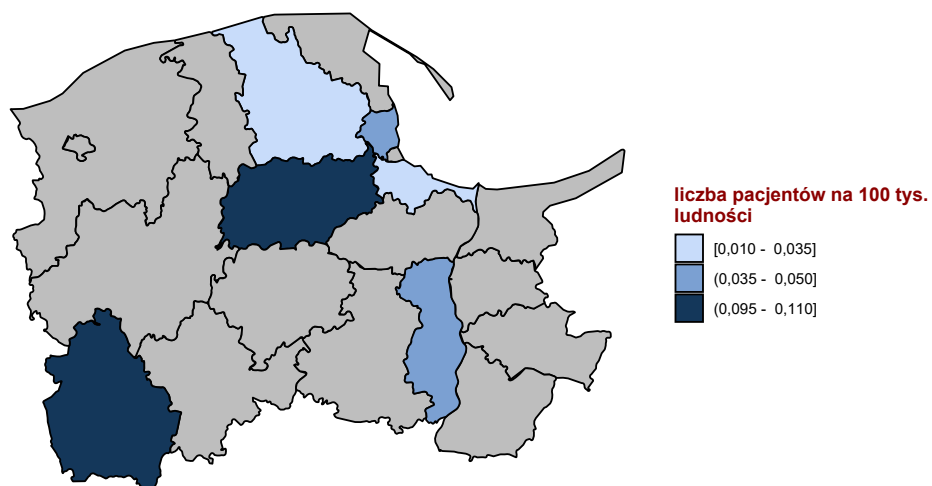 liczba pacjentów na 100 tys.
ludności
[0,010 - 0,035]
(0,035 - 0,050]
(0,095 - 0,110]